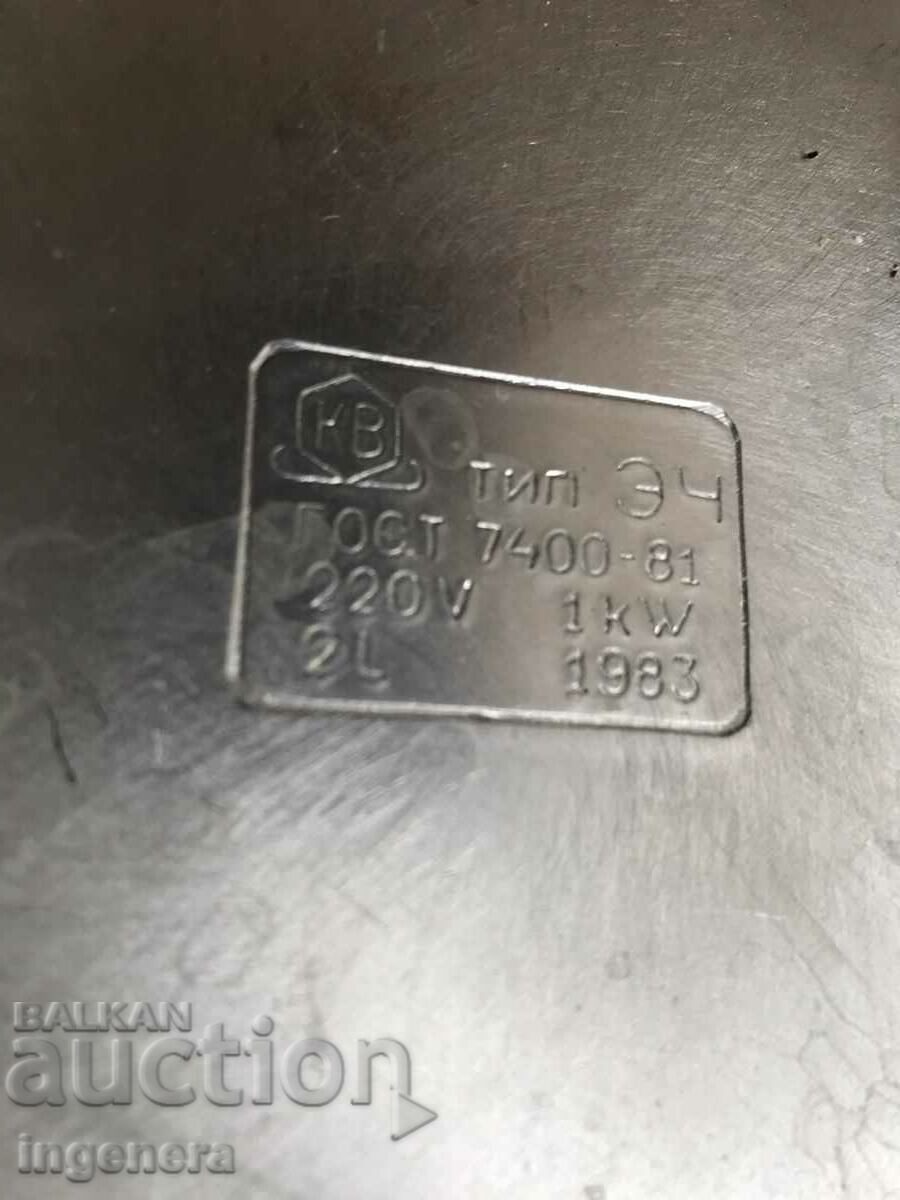 КВ
тип ЭЧ
ГОСТ 7400-81
220V 1kW
2L 1983
BALKAN
auction
ingenera